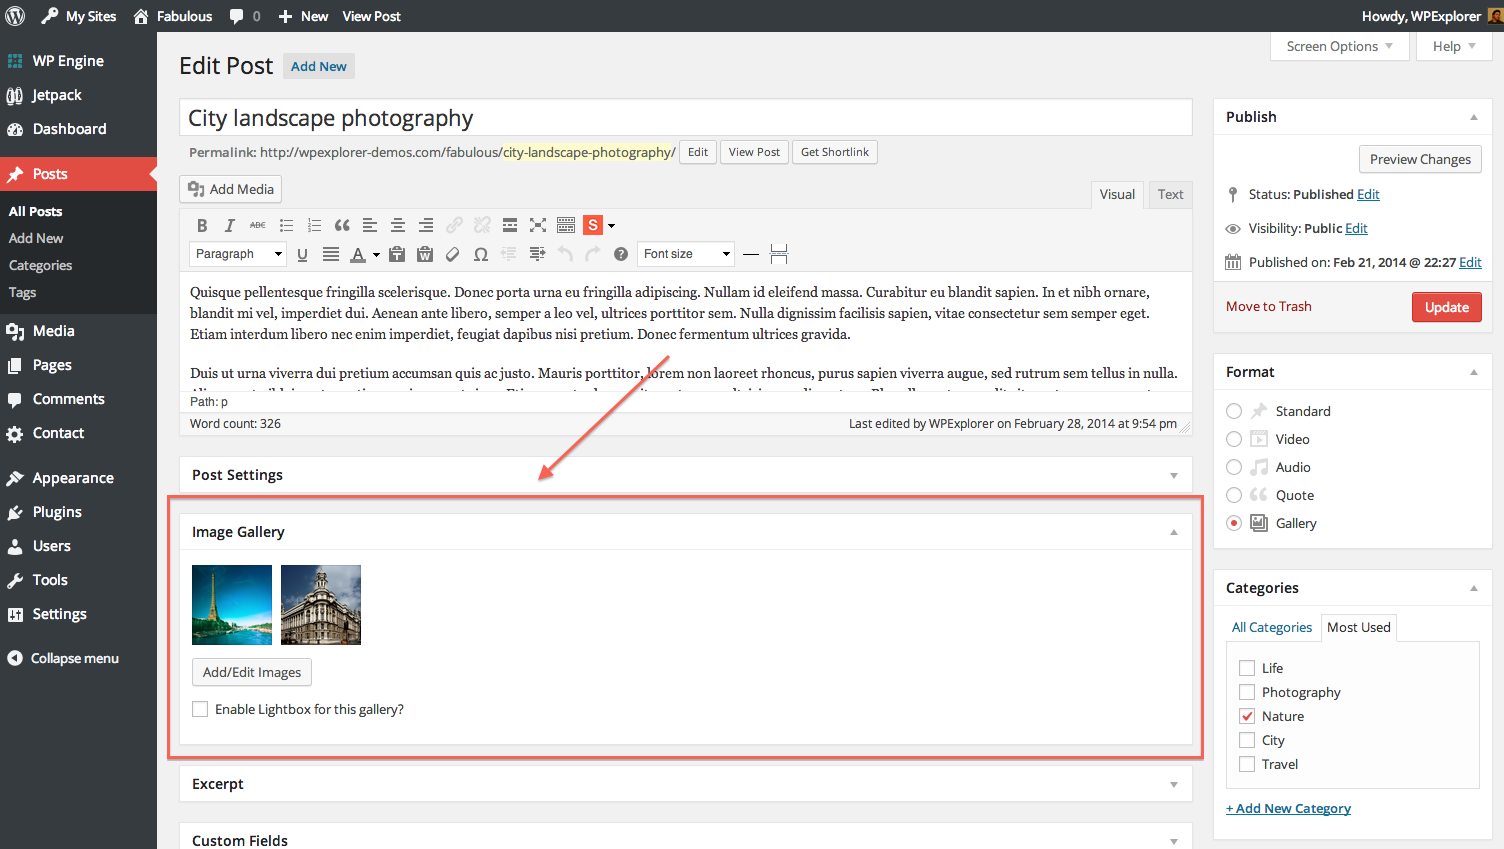 My Sites Fabulous 0 New View Post Howdy, WPExplorer
WP Engine
Jetpack
Dashboard
Posts
All Posts
Add New
Categories
Tags
Media
Pages
Comments
Contact
Appearance
Plugins
Users
Tools
Settings
Collapse menu
Screen Options Help
Edit Post Add New
City landscape photography
Permalink: http://wpexplorer-demos.com/fabulous/city-landscape-photography/ Edit View Post Get Shortlink
Add Media
Visual Text
B I ABC S
Paragraph U A T W Ω ? Font size
Quisque pellentesque fringilla scelerisque. Donec porta urna eu fringilla adipiscing. Nullam id eleifend massa. Curabitur eu blandit sapien. In et nibh ornare,
blandit mi vel, imperdiet dui. Aenean ante libero, semper a leo vel, ultrices porttitor sem. Nulla dignissim facilisis sapien, vitae consectetur sem semper eget.
Etiam interdum libero nec enim imperdiet, feugiat dapibus nisi pretium. Donec fermentum ultrices gravida.
Duis ut urna viverra dui pretium accumsan quis ac justo. Mauris porttitor, lorem non laoreet rhoncus, purus sapien viverra augue, sed rutrum sem tellus in nulla.
Path: p
Word count: 326 Last edited by WPExplorer on February 28, 2014 at 9:54 pm
Post Settings
Image Gallery
Add/Edit Images
Enable Lightbox for this gallery?
Excerpt
Custom Fields
Publish
Preview Changes
Status: Published Edit
Visibility: Public Edit
Published on: Feb 21, 2014 @ 22:27 Edit
Move to Trash Update
Format
Standard
Video
Audio
Quote
Gallery
Categories
All Categories Most Used
Life
Photography
Nature
City
Travel
+ Add New Category